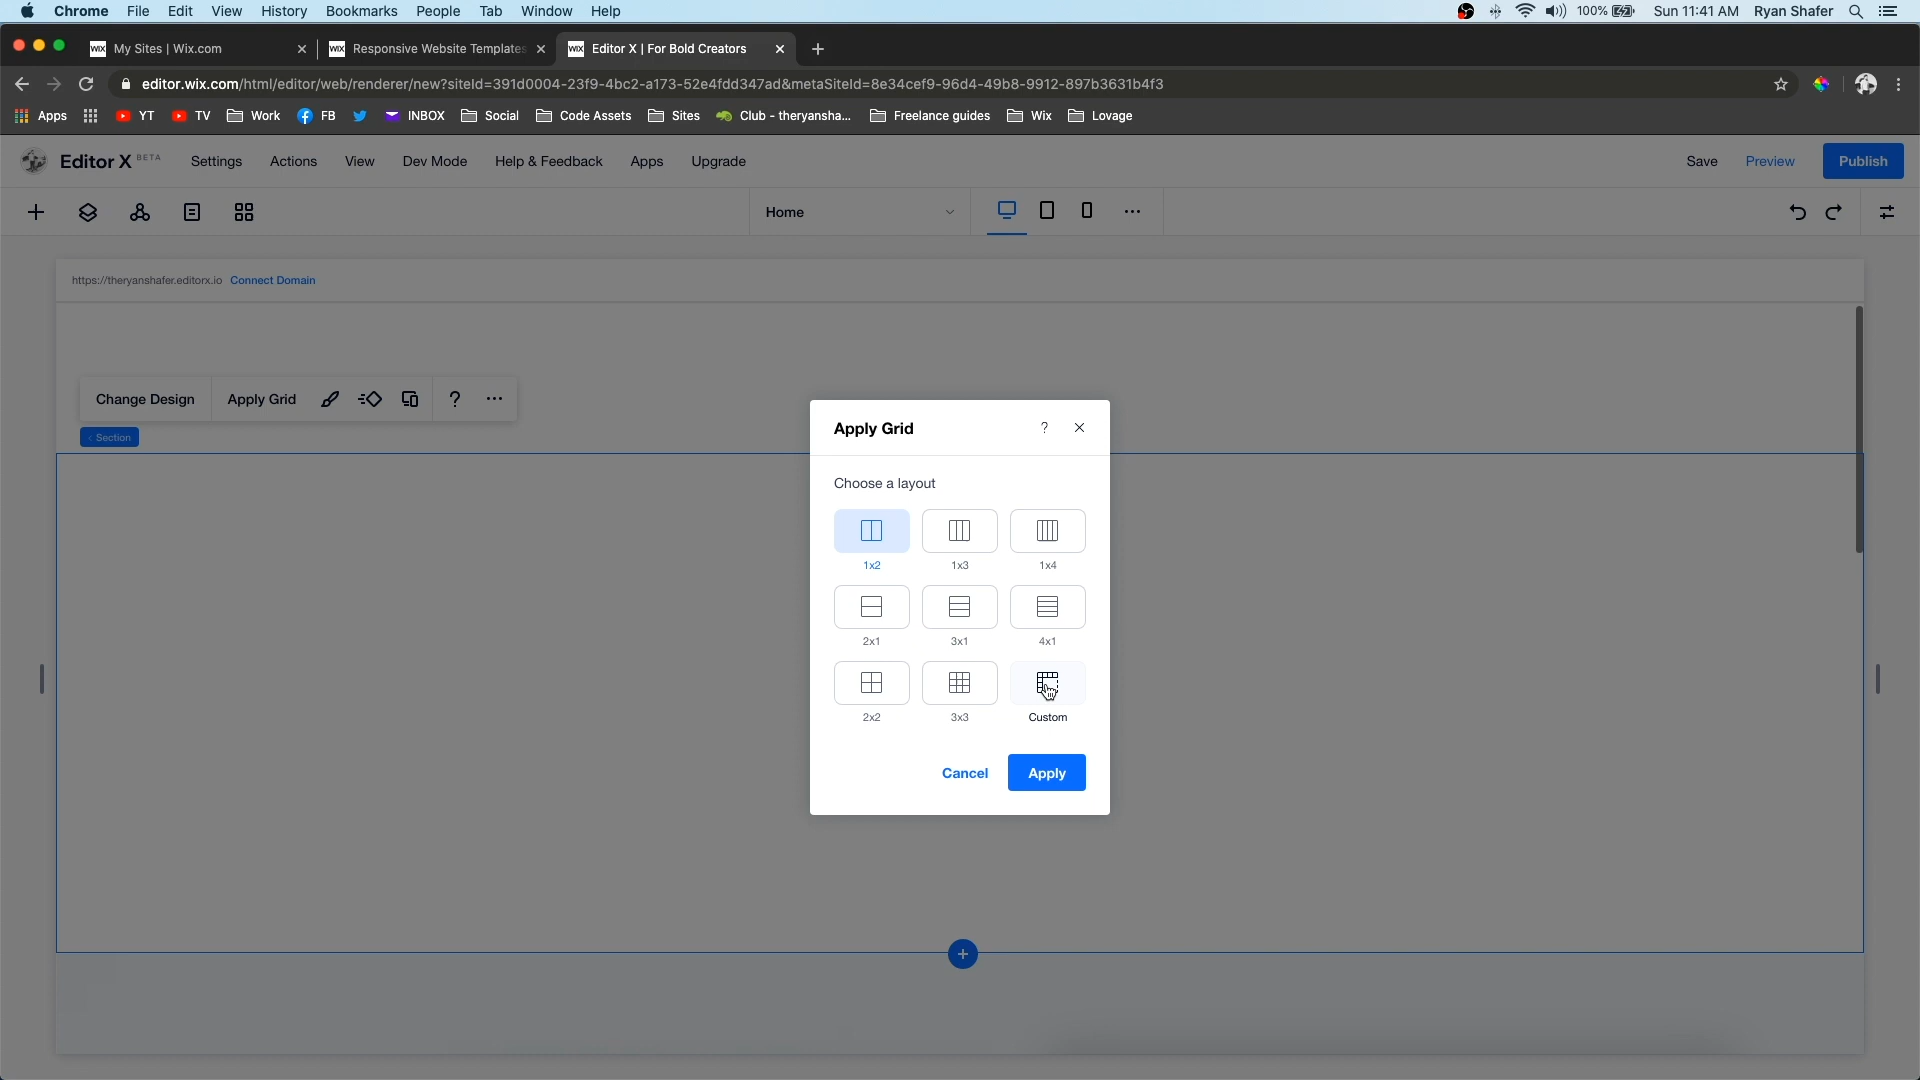 Chrome File Edit View History Bookmarks People Tab Window Help 100% Sun 11:41 AM Ryan Shafer
WIX My Sites | Wix.com WIX Responsive Website Templates WIX Editor X | For Bold Creators
editor.wix.com/html/editor/web/renderer/new?siteId=391d0004-23f9-4bc2-a173-52e4fdd347ad&metaSiteId=8e34cef9-96d4-49b8-9912-897b3631b4f3
Apps YT TV Work FB INBOX Social Code Assets Sites Club - theryansha... Freelance guides Wix Lovage
Editor X BETA Settings Actions View Dev Mode Help & Feedback Apps Upgrade Save Preview Publish
Home
https://theryanshafer.editorx.io Connect Domain
Change Design Apply Grid ?
< Section
Apply Grid ?
Choose a layout
1x2 1x3 1x4
2x1 3x1 4x1
2x2 3x3 Custom
Cancel Apply